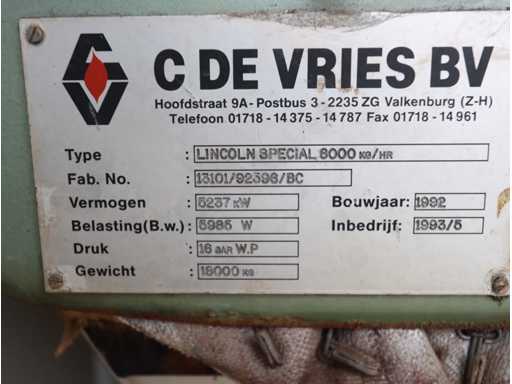 C DE VRIES BV
Hoofdstraat 9A - Postbus 3 - 2235 ZG Valkenburg (Z-H)
Telefoon 01718 - 14 375 - 14 787 Fax 01718 - 14 961
Type : LINCOLN SPECIAL 8000 KG/HR
Fab. No. : 13101/92398/BC
Vermogen : 5237 KW Bouwjaar: 1992
Belasting(B.w.): 5985 W Inbedrijf: 1993/5
Druk : 16 BAR W.P
Gewicht : 18000 KG